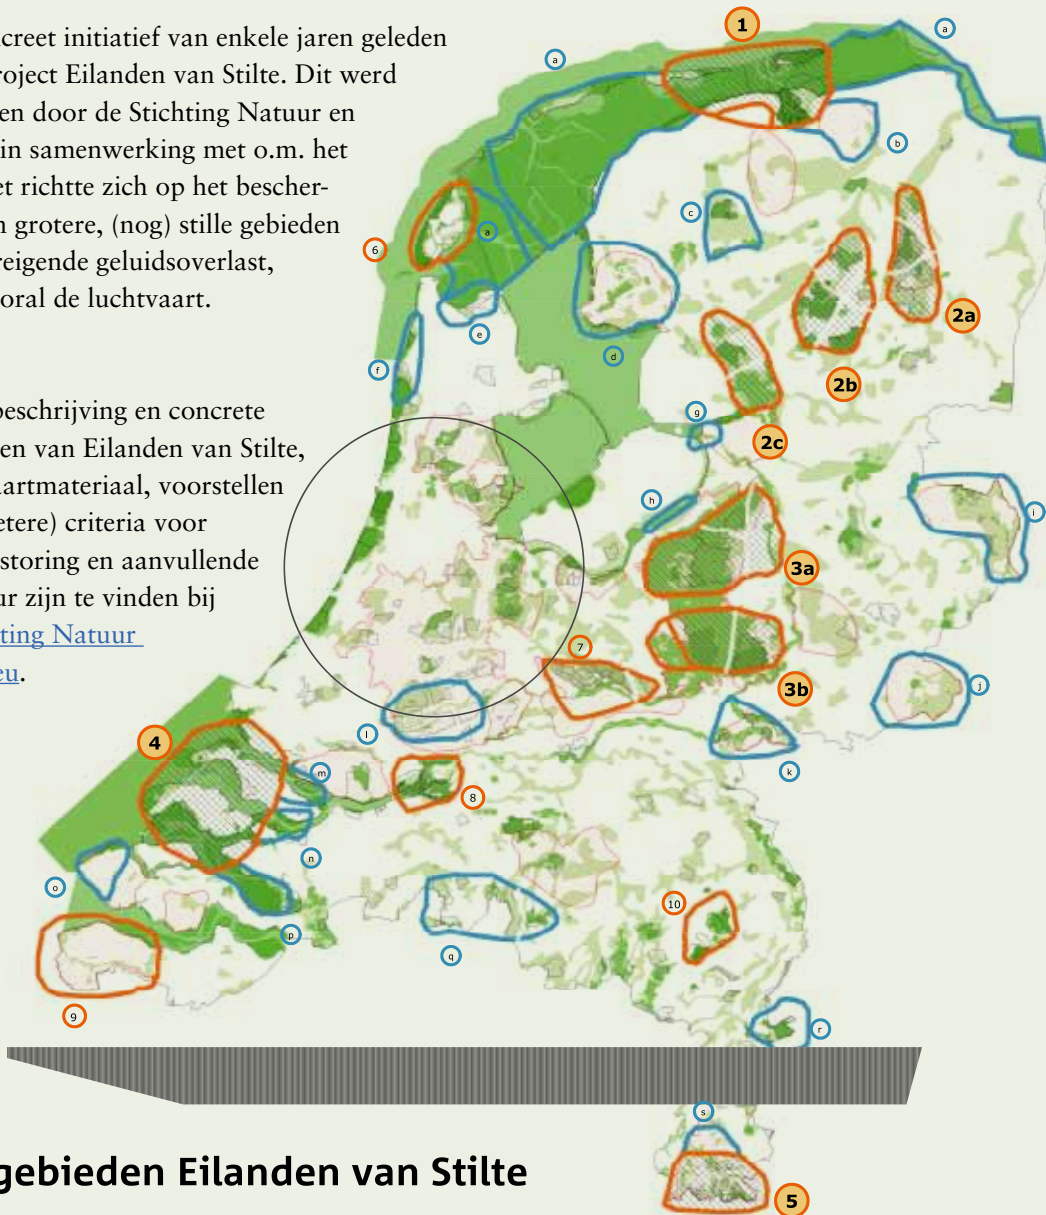 creet initiatief van enkele jaren geleden
roject Eilanden van Stilte. Dit werd
en door de Stichting Natuur en
in samenwerking met o.m. het
et richtte zich op het bescher-
n grotere, (nog) stille gebieden
reigende geluidsoverlast,
oral de luchtvaart.
beschrijving en concrete
en van Eilanden van Stilte,
aartmateriaal, voorstellen
etere) criteria voor
storing en aanvullende
ur zijn te vinden bij
ting Natuur
eu.
1
a
a
b
c
a
6
2a
e
d
f
2b
g
2c
h
i
3a
7
3b
j
l
4
k
m
8
n
o
10
p
q
9
r
s
5
gebieden Eilanden van Stilte